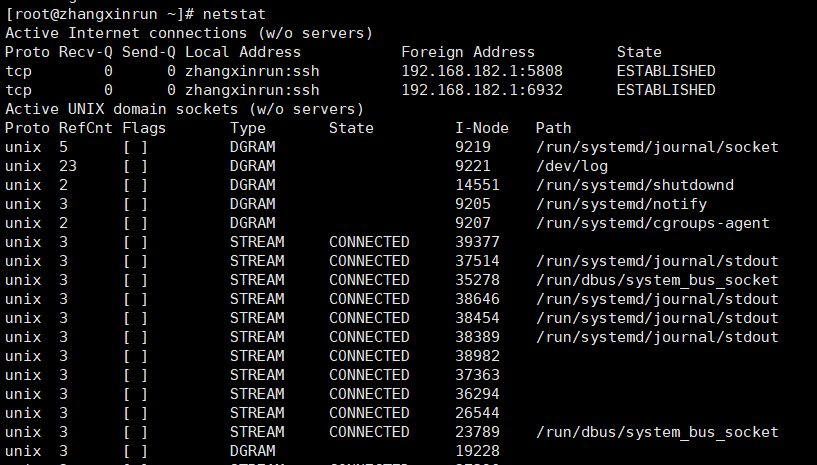 [root@zhangxinrun ~]# netstat
Active Internet connections (w/o servers)
Proto Recv-Q Send-Q Local Address           Foreign Address         State
tcp        0      0 zhangxinrun:ssh         192.168.182.1:5808      ESTABLISHED
tcp        0      0 zhangxinrun:ssh         192.168.182.1:6932      ESTABLISHED
Active UNIX domain sockets (w/o servers)
Proto RefCnt Flags       Type       State         I-Node   Path
unix  5      [ ]         DGRAM                    9219     /run/systemd/journal/socket
unix  23     [ ]         DGRAM                    9221     /dev/log
unix  2      [ ]         DGRAM                    14551    /run/systemd/shutdownd
unix  3      [ ]         DGRAM                    9205     /run/systemd/notify
unix  2      [ ]         DGRAM                    9207     /run/systemd/cgroups-agent
unix  3      [ ]         STREAM     CONNECTED     39377
unix  3      [ ]         STREAM     CONNECTED     37514    /run/systemd/journal/stdout
unix  3      [ ]         STREAM     CONNECTED     35278    /run/dbus/system_bus_socket
unix  3      [ ]         STREAM     CONNECTED     38646    /run/systemd/journal/stdout
unix  3      [ ]         STREAM     CONNECTED     38454    /run/systemd/journal/stdout
unix  3      [ ]         STREAM     CONNECTED     38389    /run/systemd/journal/stdout
unix  3      [ ]         STREAM     CONNECTED     38982
unix  3      [ ]         STREAM     CONNECTED     37363
unix  3      [ ]         STREAM     CONNECTED     36294
unix  3      [ ]         STREAM     CONNECTED     26544
unix  3      [ ]         STREAM     CONNECTED     23789    /run/dbus/system_bus_socket
unix  3      [ ]         DGRAM                    19228